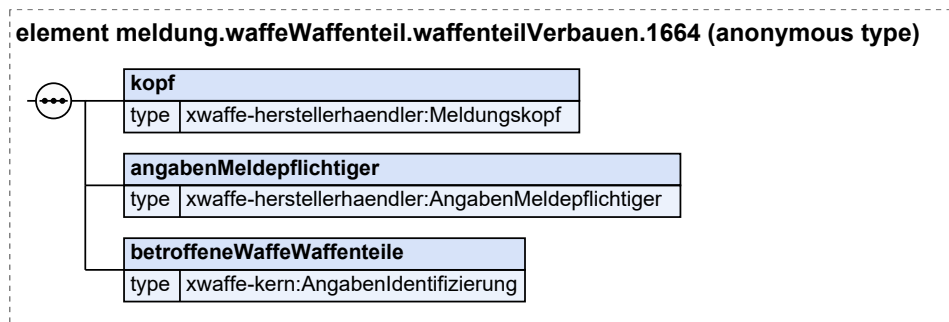 element meldung.waffeWaffenteil.waffenteilVerbauen.1664 (anonymous type)
kopf
type xwaffe-herstellerhaendler:Meldungskopf
angabenMeldepflichtiger
type xwaffe-herstellerhaendler:AngabenMeldepflichtiger
betroffeneWaffeWaffenteile
type xwaffe-kern:AngabenIdentifizierung